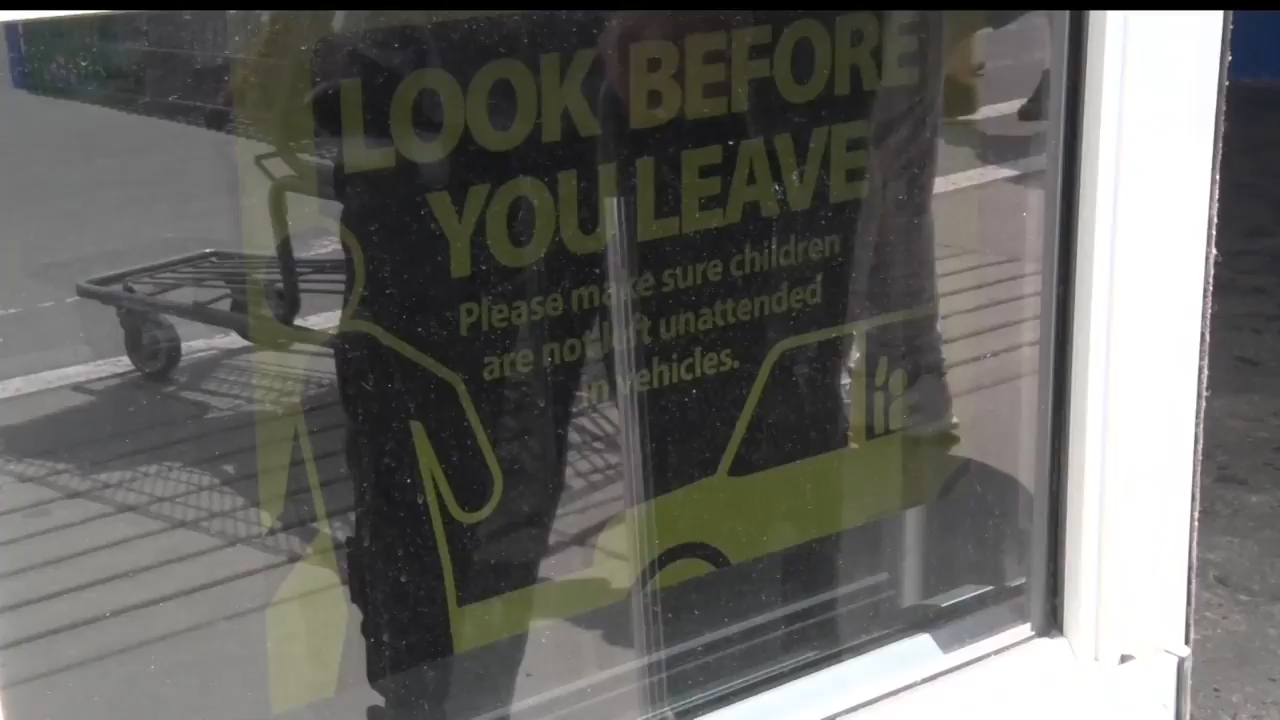 LOOK BEFORE
YOU LEAVE
Please make sure children
are not left unattended
in vehicles.